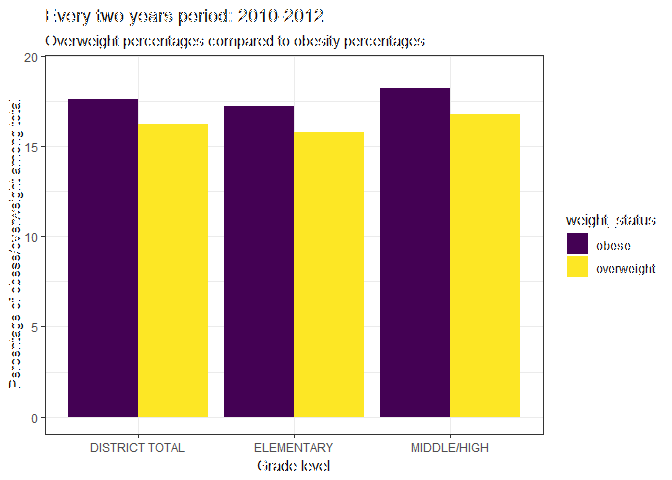 Every two years period: 2010-2012
Overweight percentages compared to obesity percentages
Percentage of obese/overweight among total
20
15
10
5
0
DISTRICT TOTAL
ELEMENTARY
MIDDLE/HIGH
Grade level
weight_status
obese
overweight